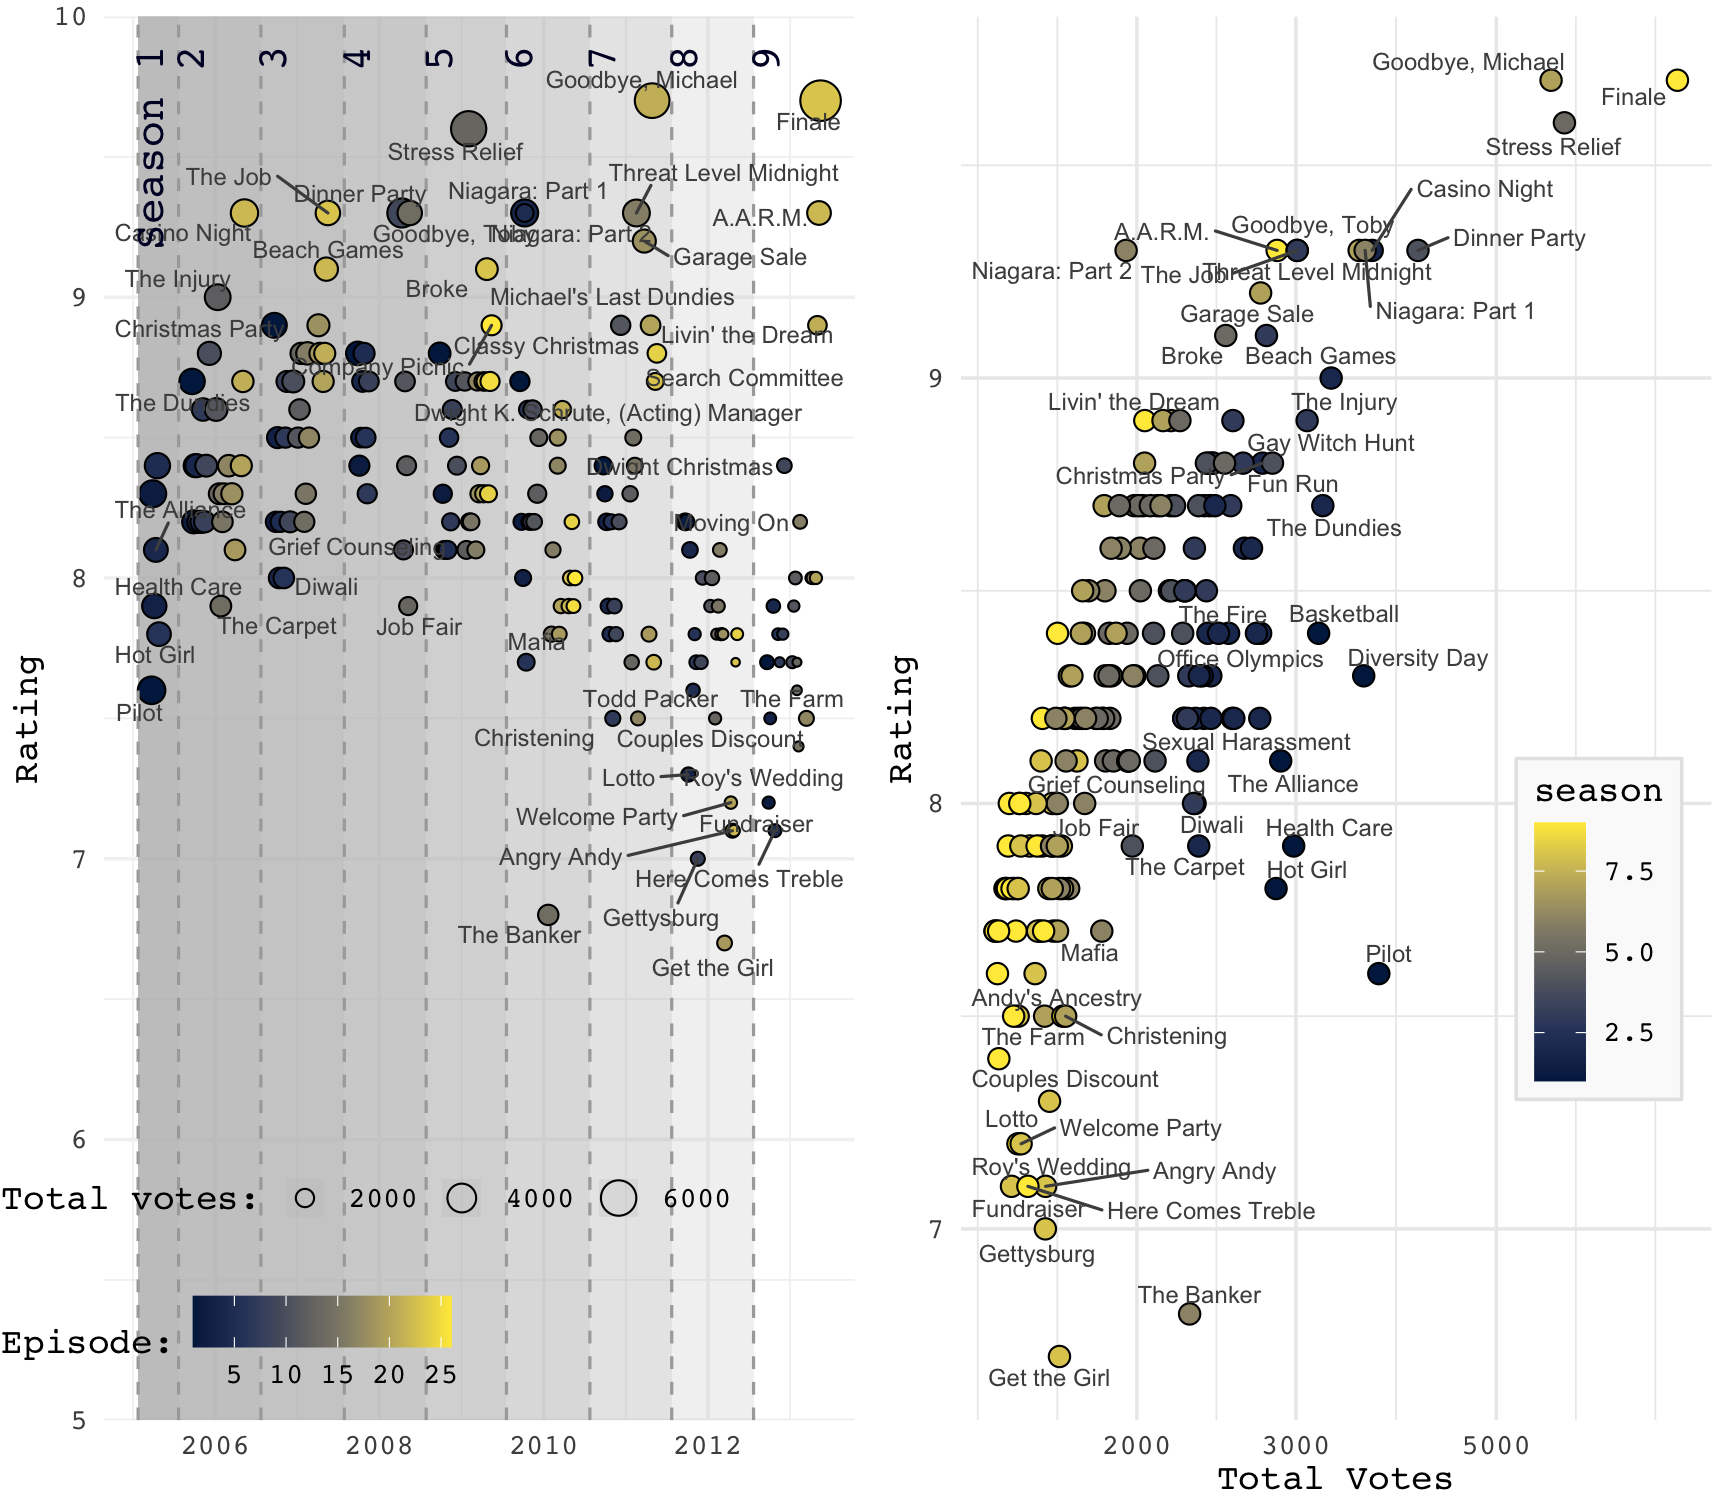 10
9
8
7
6
5
Rating
Season
1
2
3
4
5
6
7
8
9
Goodbye, Michael
Finale
Stress Relief
The Job
Dinner Party
Niagara: Part 1
Threat Level Midnight
A.A.R.M.
Casino Night
Goodbye, Toby
Niagara: Part 2
Beach Games
Garage Sale
The Injury
Broke
Michael's Last Dundies
Christmas Party
Livin' the Dream
Classy Christmas
Company Picnic
Search Committee
The Dundies
Dwight K. Schrute, (Acting) Manager
Dwight Christmas
The Alliance
Moving On
Grief Counseling
Health Care
Diwali
The Carpet
Job Fair
Mafia
Hot Girl
Pilot
Todd Packer
The Farm
Christening
Couples Discount
Lotto
Roy's Wedding
Welcome Party
Fundraiser
Angry Andy
Here Comes Treble
Gettysburg
The Banker
Get the Girl
Total votes:
2000
4000
6000
Episode:
5
10
15
20
25
2006
2008
2010
2012
9
8
7
Rating
Goodbye, Michael
Finale
Stress Relief
Casino Night
A.A.R.M.
Goodbye, Toby
Dinner Party
Niagara: Part 2
The Job
Threat Level Midnight
Niagara: Part 1
Garage Sale
Broke
Beach Games
Livin' the Dream
The Injury
Gay Witch Hunt
Christmas Party
Fun Run
The Dundies
The Fire
Basketball
Office Olympics
Diversity Day
Sexual Harassment
Grief Counseling
The Alliance
Job Fair
Diwali
Health Care
The Carpet
Hot Girl
Mafia
Pilot
Andy's Ancestry
The Farm
Christening
Couples Discount
Lotto
Welcome Party
Roy's Wedding
Angry Andy
Fundraiser
Here Comes Treble
Gettysburg
The Banker
Get the Girl
season
7.5
5.0
2.5
2000
3000
5000
Total Votes